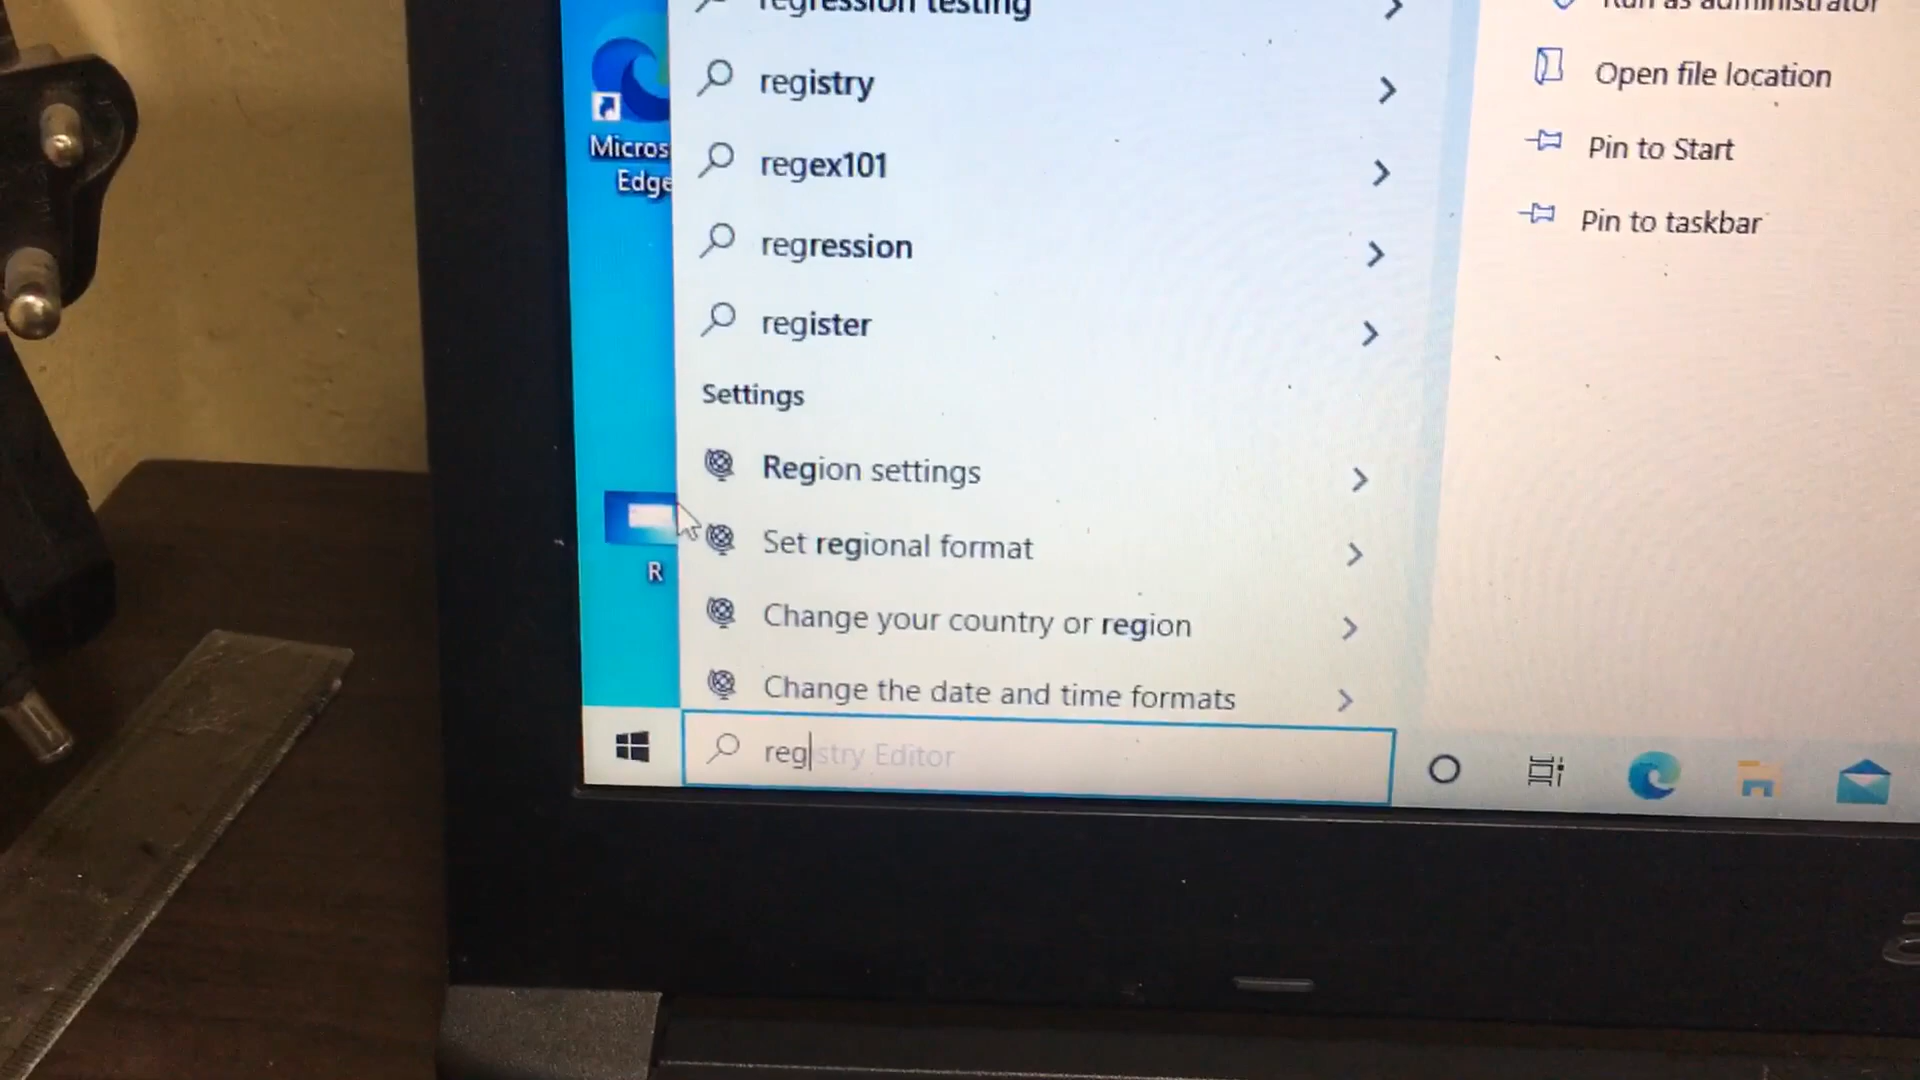 regression testing
registry
regex101
regression
register
Settings
Region settings
Set regional format
Change your country or region
Change the date and time formats
registry Editor
Run as administrator
Open file location
Pin to Start
Pin to taskbar
Micros
Edge
R